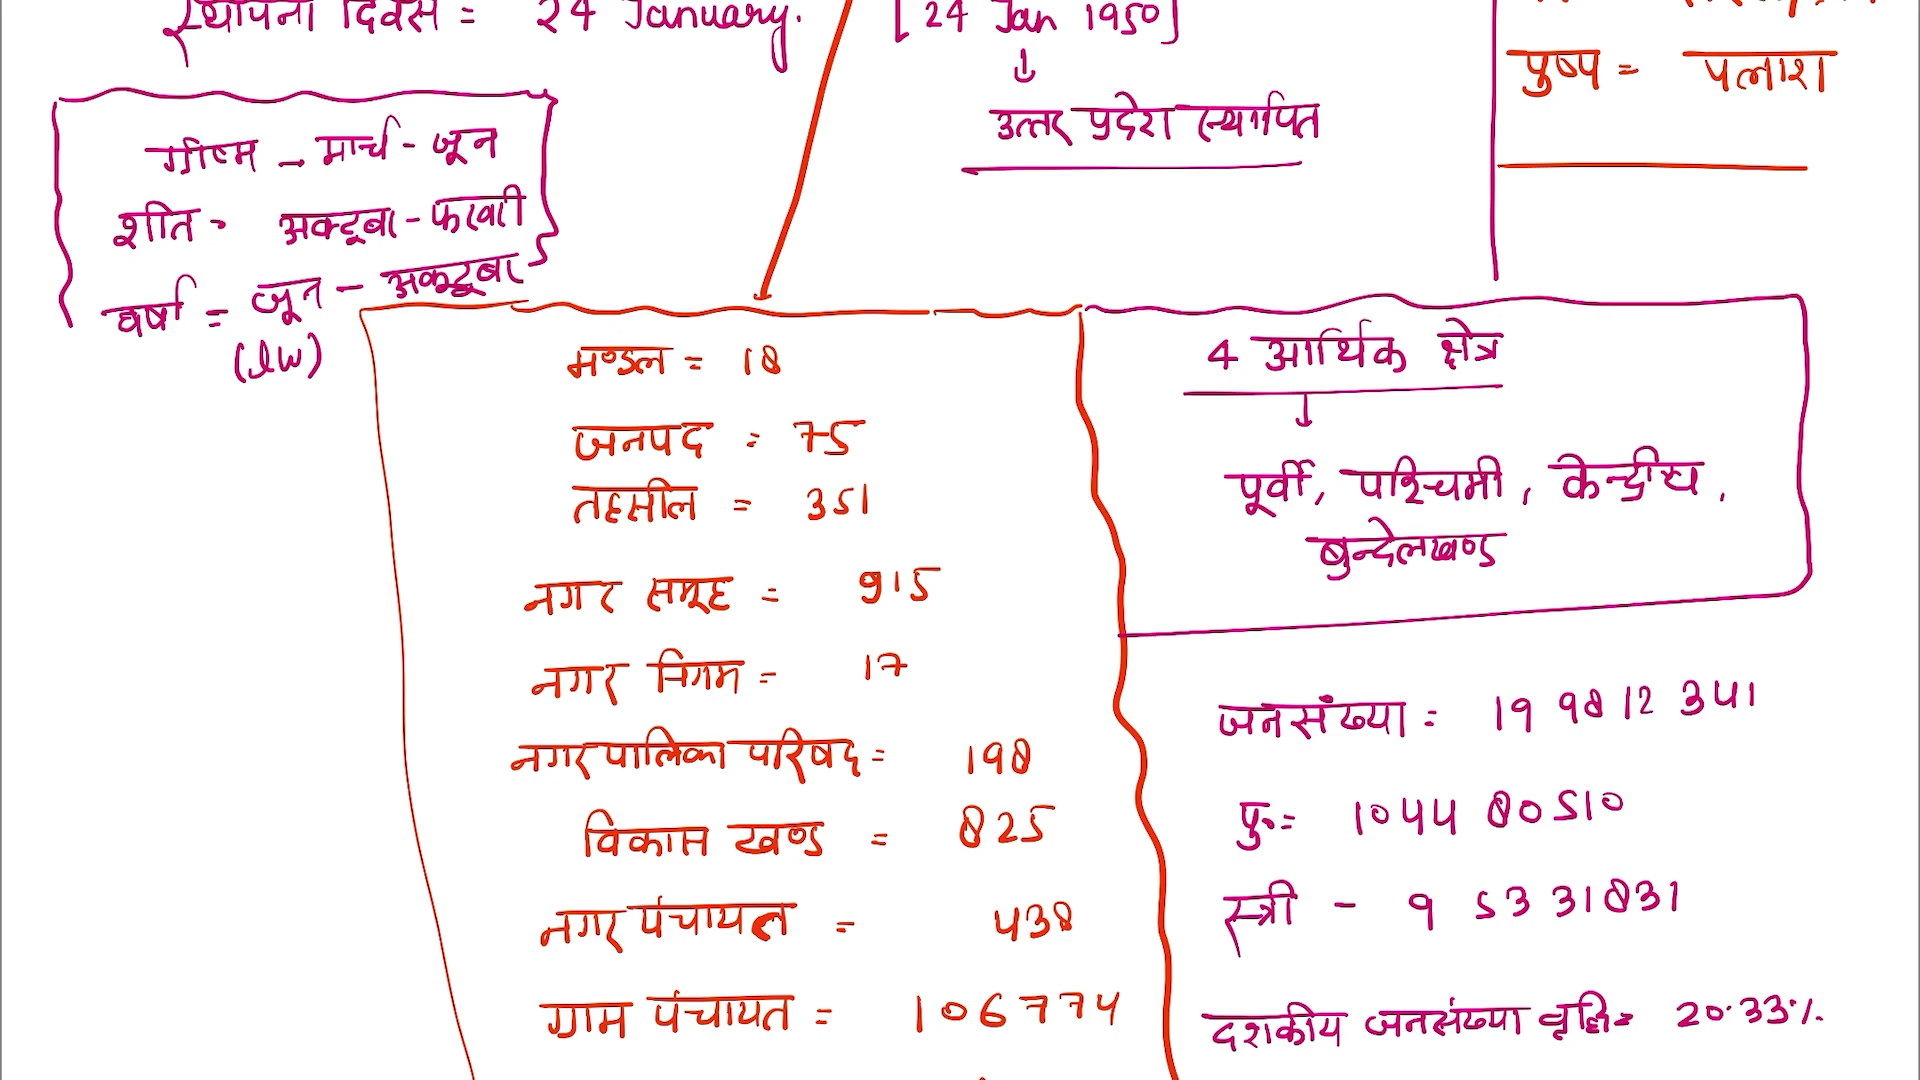 स्थापना दिवस = 24 January. [24 Jan 1950]
उत्तर प्रदेश स्थापित
पुष्प = पलाश
ग्रीष्म - मार्च - जून
शीत - अक्टूबर - फरवरी
वर्षा = जून - अक्टूबर
मण्डल = 18
जनपद = 75
तहसील = 351
नगर समूह = 915
नगर निगम = 17
नगर पालिका परिषद = 198
विकास खण्ड = 825
नगर पंचायत = 438
ग्राम पंचायत = 106774
4 आर्थिक क्षेत्र
पूर्वी, पश्चिमी, केन्द्रीय,
बुन्देलखण्ड
जनसंख्या = 19 98 12 341
पु० = 1044 80510
स्त्री - 9 53 31831
दशकीय जनसंख्या वृद्धि = 20.33%